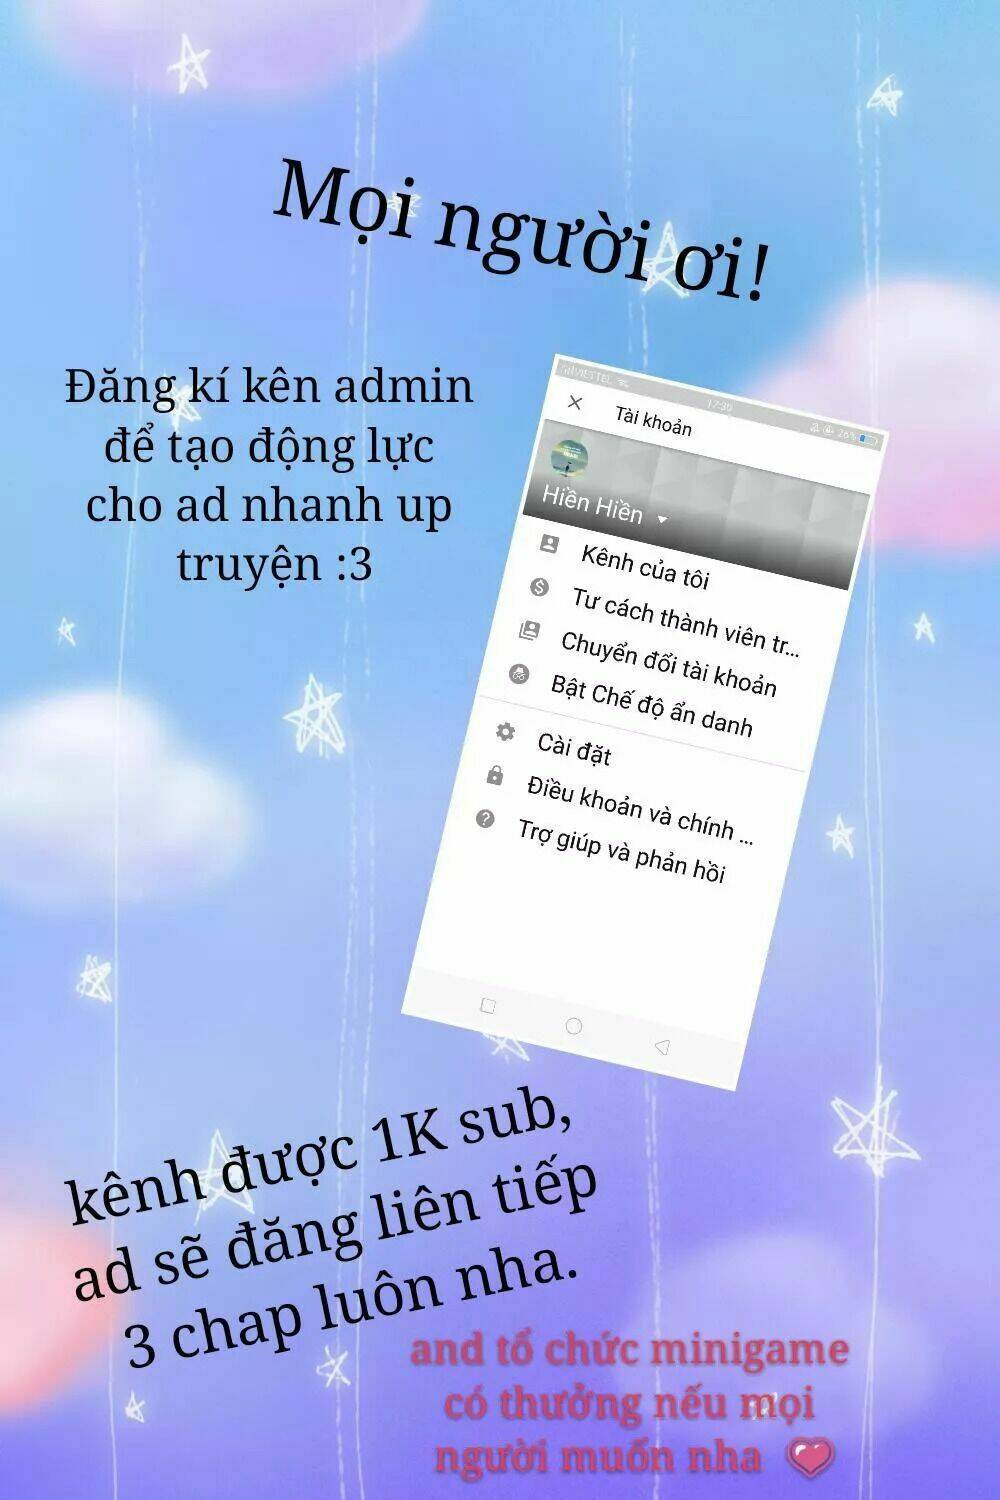 Mọi người ơi!
Đăng kí kên admin
để tạo động lực
cho ad nhanh up
truyện :3
VIETTEL
17:30
26%
Tài khoản
Hiền Hiền
Kênh của tôi
Tư cách thành viên tr...
Chuyển đổi tài khoản
Bật Chế độ ẩn danh
Cài đặt
Điều khoản và chính ...
Trợ giúp và phản hồi
kênh được 1K sub,
ad sẽ đăng liên tiếp
3 chap luôn nha.
and tổ chức minigame
có thưởng nếu mọi
người muốn nha 💗